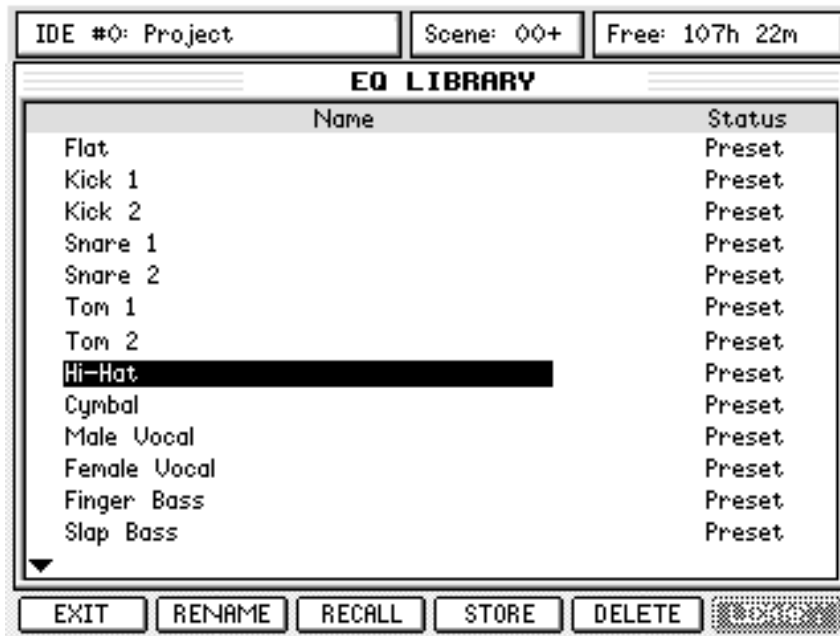 IDE #0: Project Scene: 00+ Free: 107h 22m
EQ LIBRARY
Name Status
Flat Preset
Kick 1 Preset
Kick 2 Preset
Snare 1 Preset
Snare 2 Preset
Tom 1 Preset
Tom 2 Preset
Hi-Hat Preset
Cymbal Preset
Male Vocal Preset
Female Vocal Preset
Finger Bass Preset
Slap Bass Preset
EXIT RENAME RECALL STORE DELETE